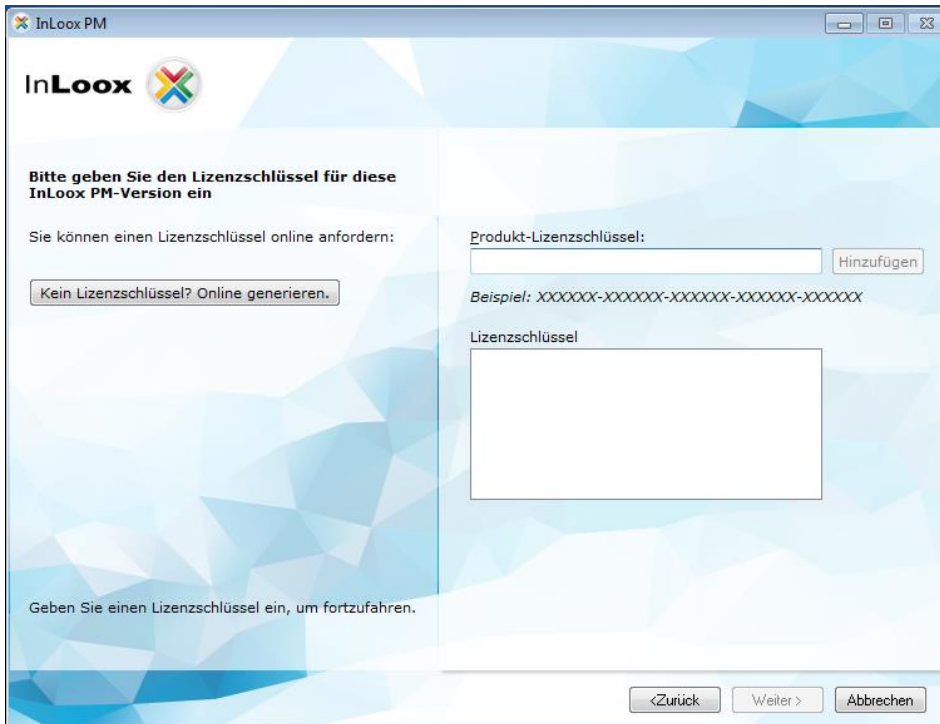 InLoox PM
InLoox
Bitte geben Sie den Lizenzschlüssel für diese
InLoox PM-Version ein
Sie können einen Lizenzschlüssel online anfordern:
Kein Lizenzschlüssel? Online generieren.
Geben Sie einen Lizenzschlüssel ein, um fortzufahren.
Produkt-Lizenzschlüssel:
Hinzufügen
Beispiel: XXXXXX-XXXXXX-XXXXXX-XXXXXX-XXXXXX
Lizenzschlüssel
<Zurück
Weiter >
Abbrechen